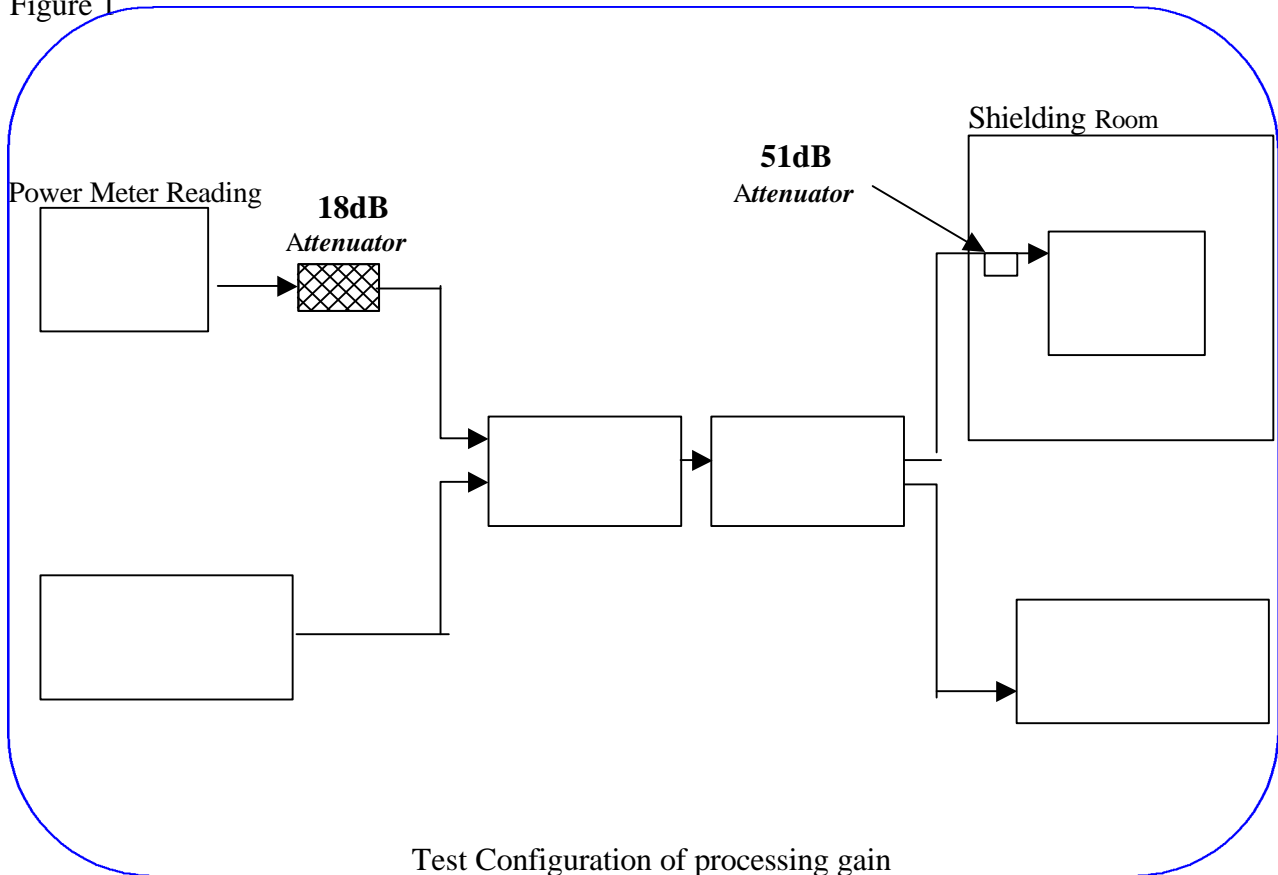 Figure 1
Shielding Room
51dB
Attenuator
Power Meter Reading
18dB
Attenuator
Test Configuration of processing gain